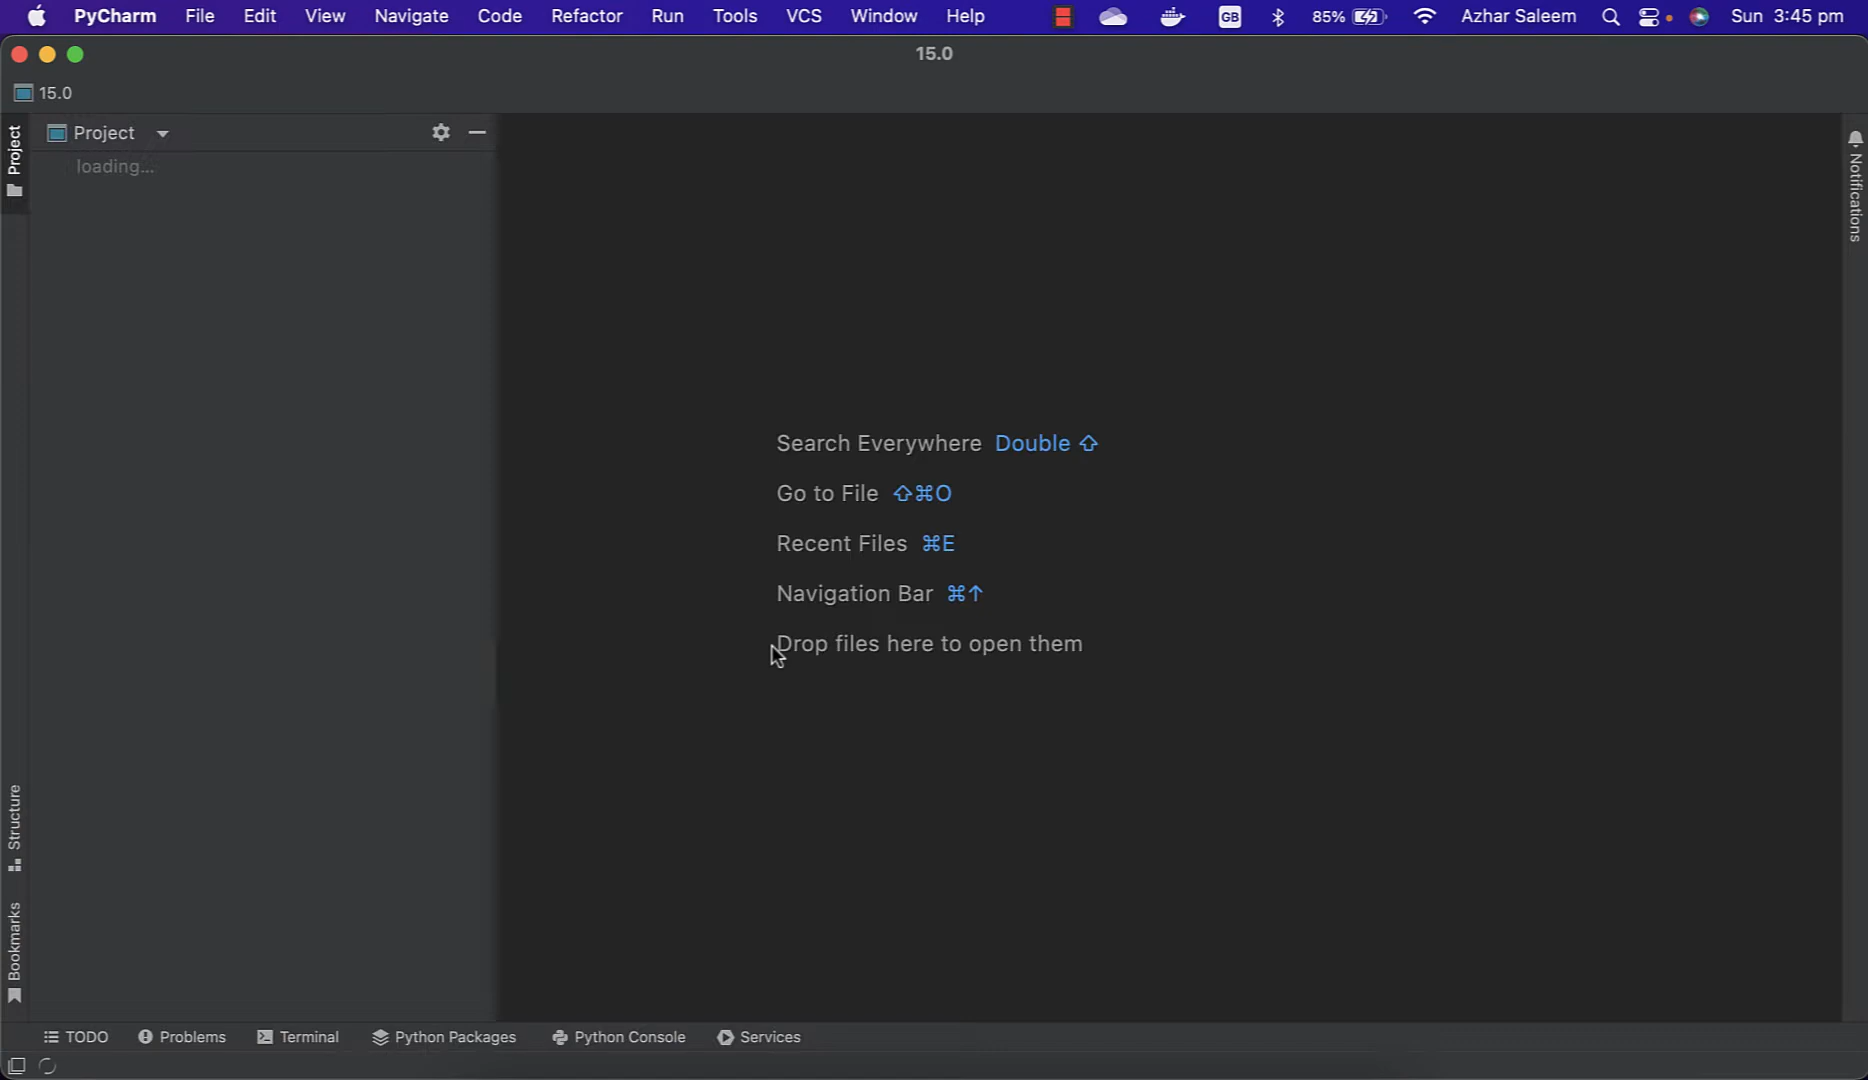 PyCharm File Edit View Navigate Code Refactor Run Tools VCS Window Help GB 85% Azhar Saleem Sun 3:45 pm
15.0
15.0
Project
Project
loading...
Notifications
Search Everywhere Double ⇧
Go to File ⇧⌘O
Recent Files ⌘E
Navigation Bar ⌘↑
Drop files here to open them
Structure
Bookmarks
TODO Problems Terminal Python Packages Python Console Services